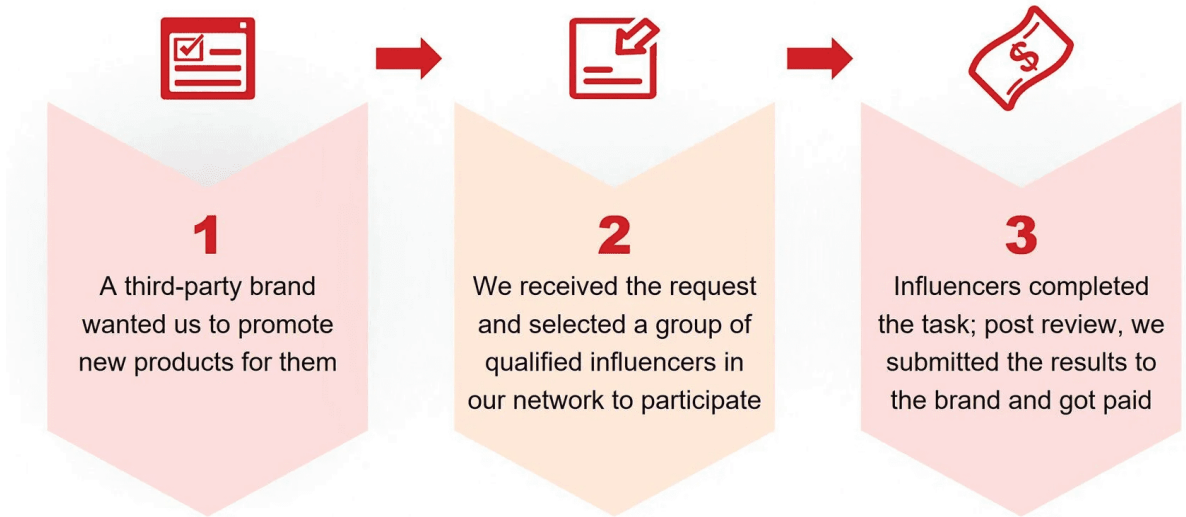 1
A third-party brand
wanted us to promote
new products for them
2
We received the request
and selected a group of
qualified influencers in
our network to participate
$
3
Influencers completed
the task; post review, we
submitted the results to
the brand and got paid